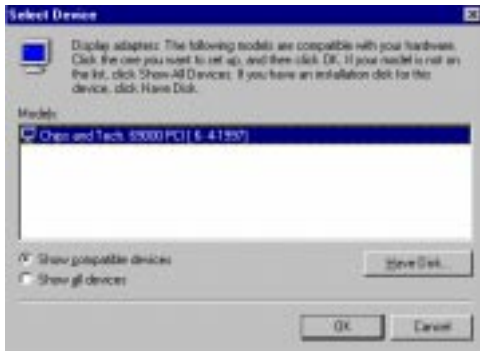 Select Device
Display adapters: The following models are compatible with your hardware.
Click the one you want to set up, and then click OK. If your model is not on
the list, click Show All Devices. If you have an installation disk for this
device, click Have Disk.
Models:
Chips and Tech. 69000 PCI [ 6- 4-1997]
Show compatible devices
Show all devices
Have Disk...
OK
Cancel